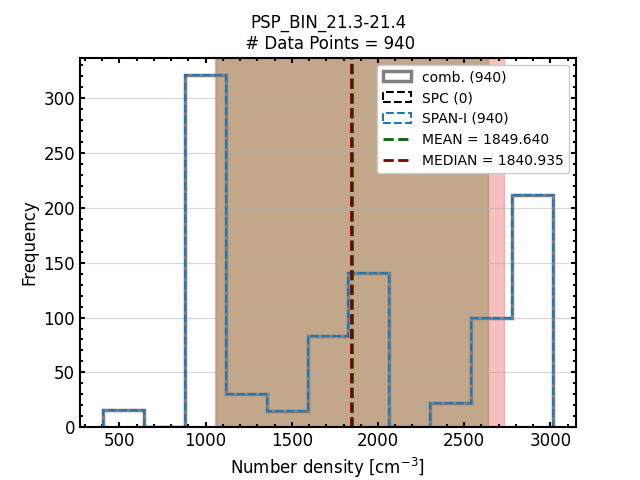 PSP_BIN_21.3-21.4
# Data Points = 940
comb. (940)
SPC (0)
SPAN-I (940)
MEAN = 1849.640
MEDIAN = 1840.935
Frequency
300
250
200
150
100
50
0
500 1000 1500 2000 2500 3000
Number density [cm⁻³]